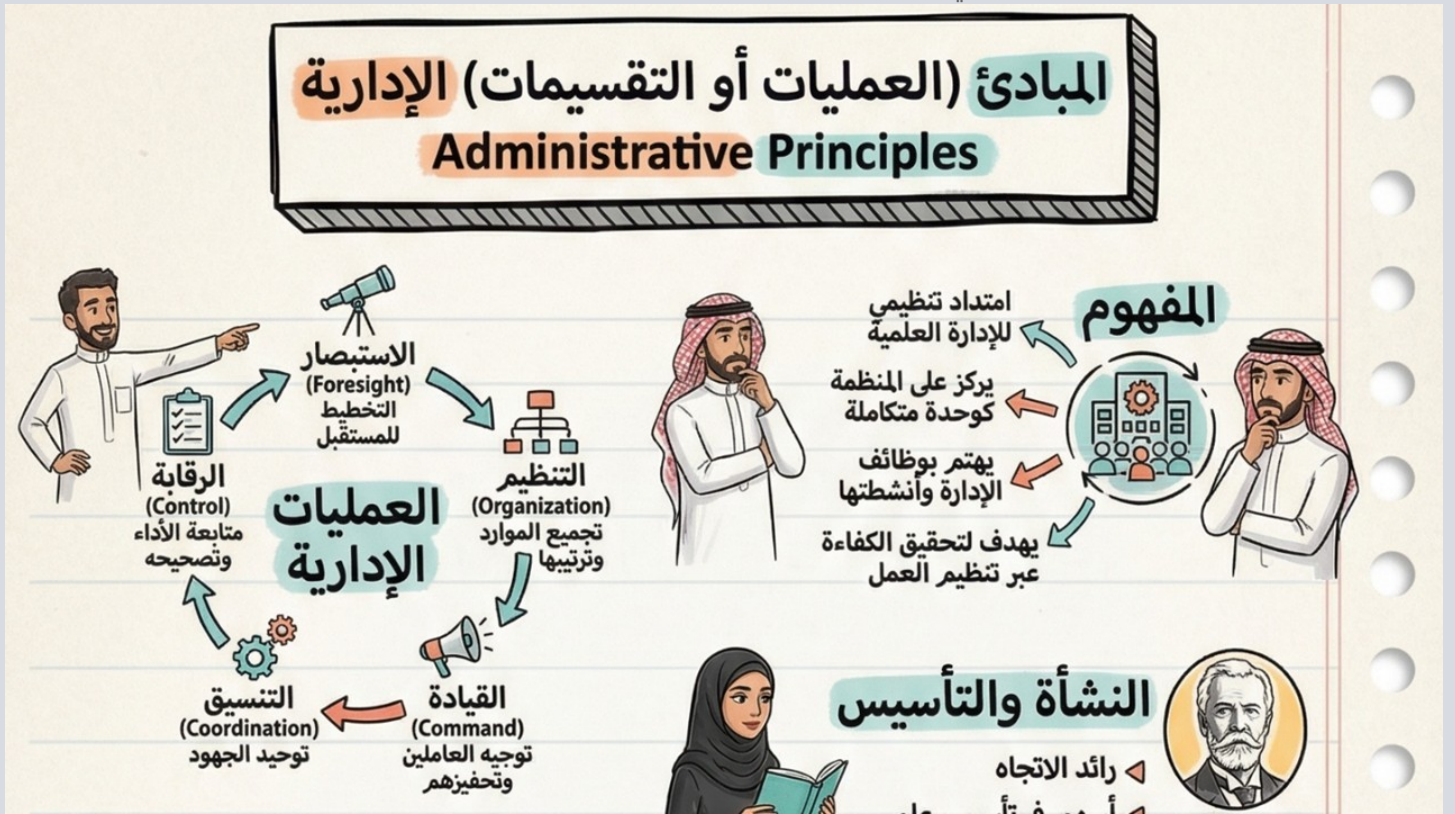 المبادئ (العمليات أو التقسيمات) الإدارية
Administrative Principles
المفهوم
امتداد تنظيمي
للإدارة العلمية
يركز على المنظمة
كوحدة متكاملة
يهتم بوظائف
الإدارة وأنشطتها
يهدف لتحقيق الكفاءة
عبر تنظيم العمل
العمليات
الإدارية
الاستبصار
(Foresight)
التخطيط
للمستقبل
التنظيم
(Organization)
تجميع الموارد
وترتيبها
القيادة
(Command)
توجيه العاملين
وتحفيزهم
التنسيق
(Coordination)
توحيد الجهود
الرقابة
(Control)
متابعة الأداء
وتصحيحه
النشأة والتأسيس
رائد الاتجاه